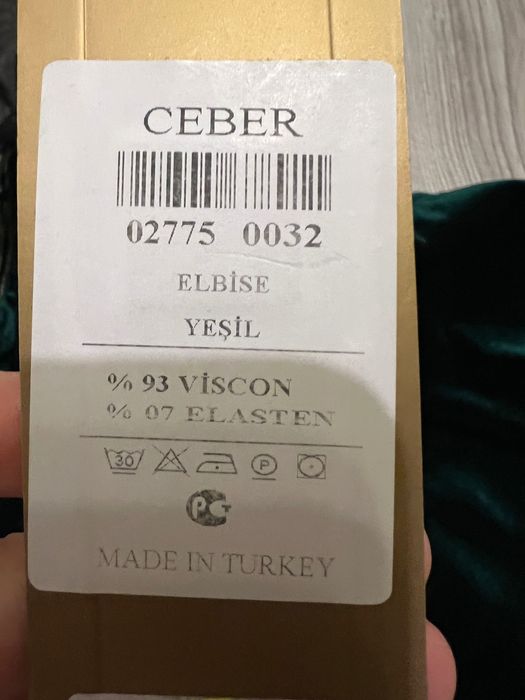 CEBER
02775 0032
ELBİSE
YEŞİL
% 93 VİSCON
% 07 ELASTEN
30
P
PG
MADE IN TURKEY